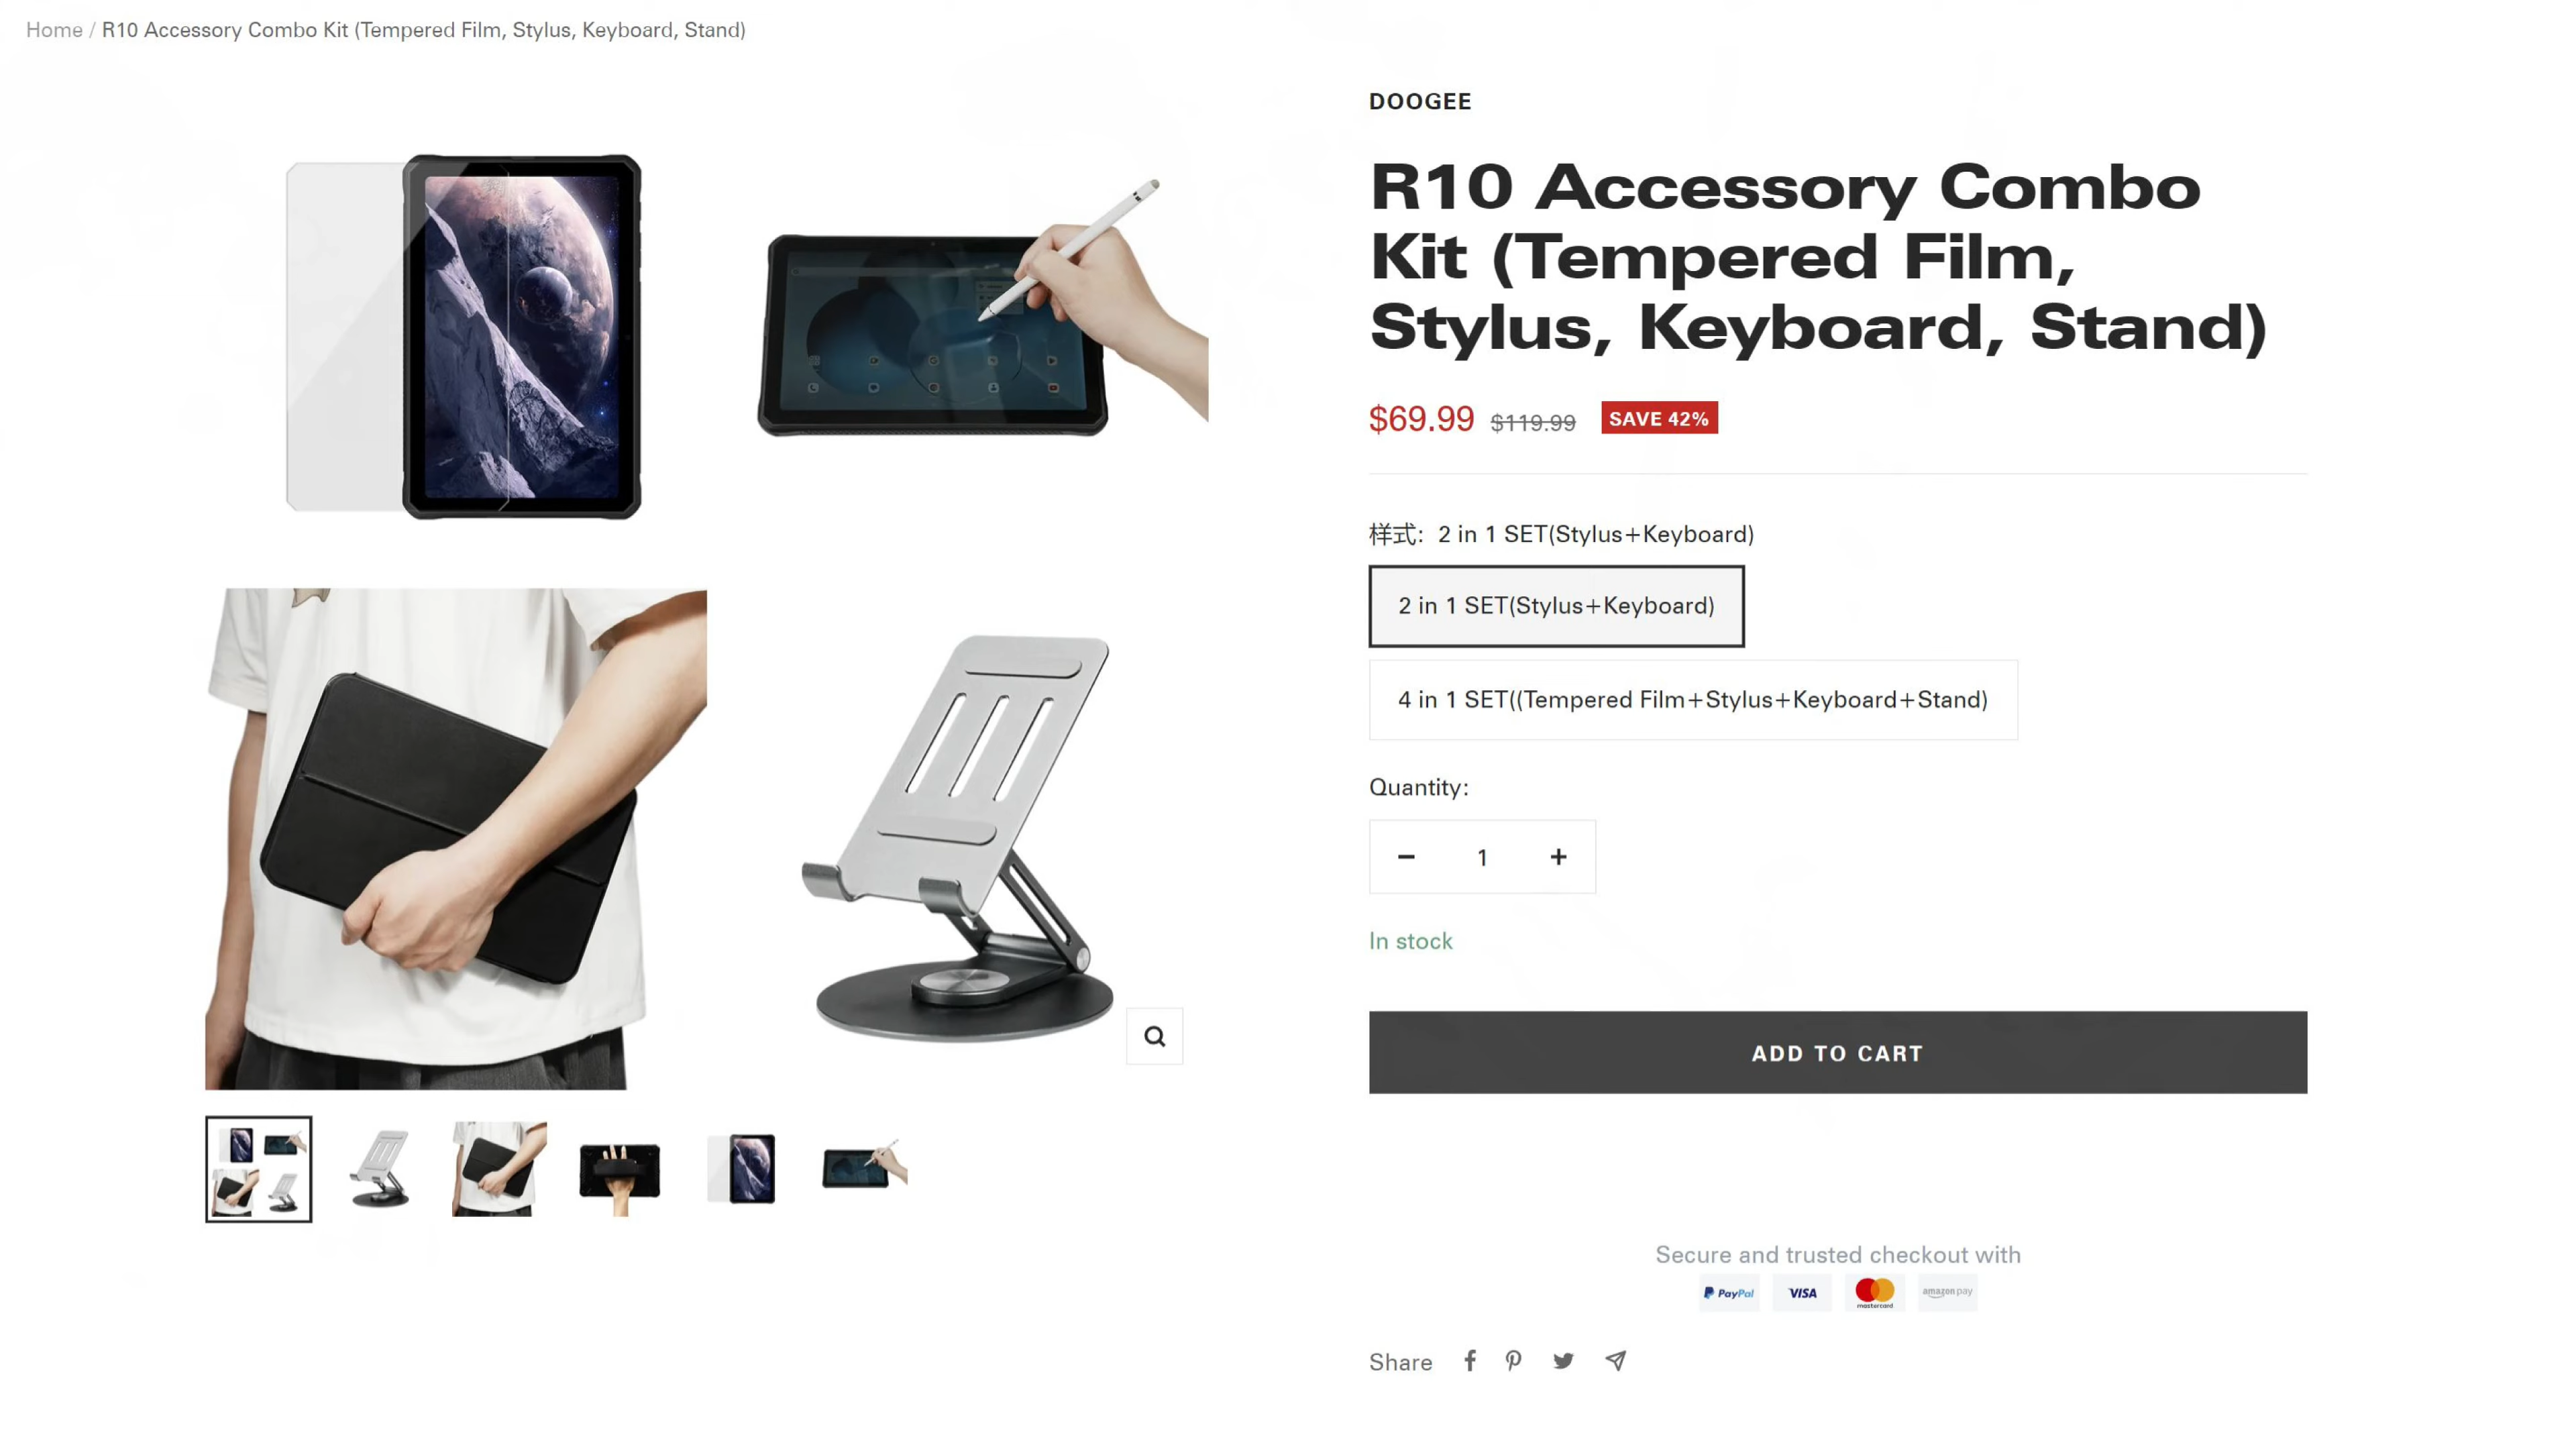 Home / R10 Accessory Combo Kit (Tempered Film, Stylus, Keyboard, Stand)
DOOGEE
R10 Accessory Combo
Kit (Tempered Film,
Stylus, Keyboard, Stand)
$69.99 $119.99 SAVE 42%
样式: 2 in 1 SET(Stylus+Keyboard)
2 in 1 SET(Stylus+Keyboard)
4 in 1 SET((Tempered Film+Stylus+Keyboard+Stand)
Quantity:
− 1 +
In stock
ADD TO CART
Secure and trusted checkout with
PayPal VISA mastercard amazon pay
Share